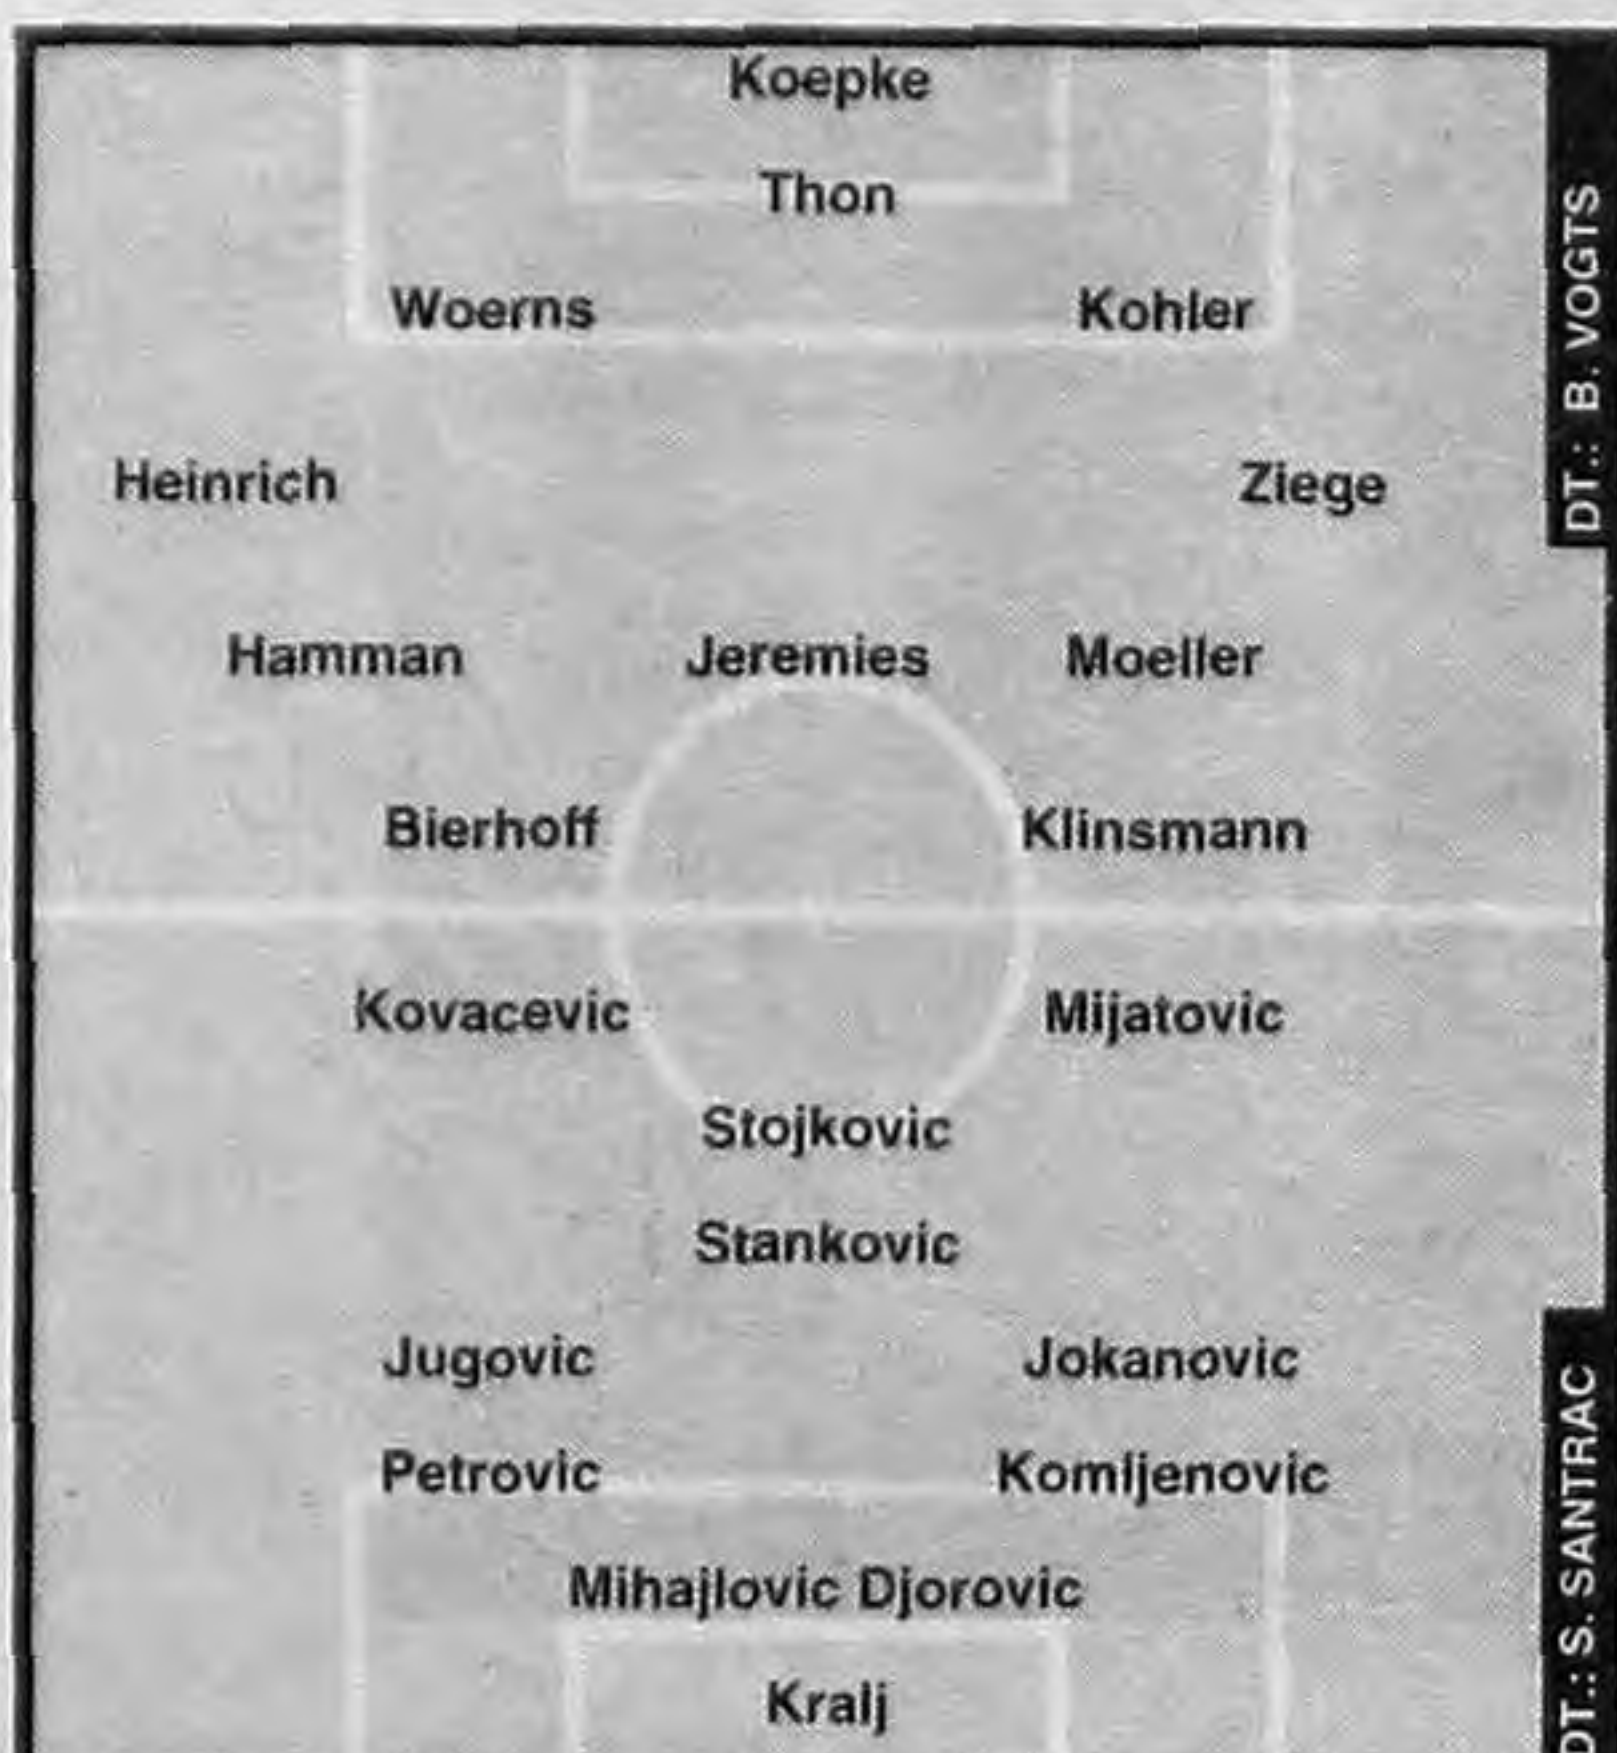 Koepke
Thon
Woerns Kohler
Heinrich Ziege
Hamman Jeremies Moeller
Bierhoff Klinsmann
Kovacevic Mijatovic
Stojkovic
Stankovic
Jugovic Jokanovic
Petrovic Komljenovic
Mihajlovic Djorovic
Kralj
DT.: B. VOGTS
DT.: S. SANTRAC